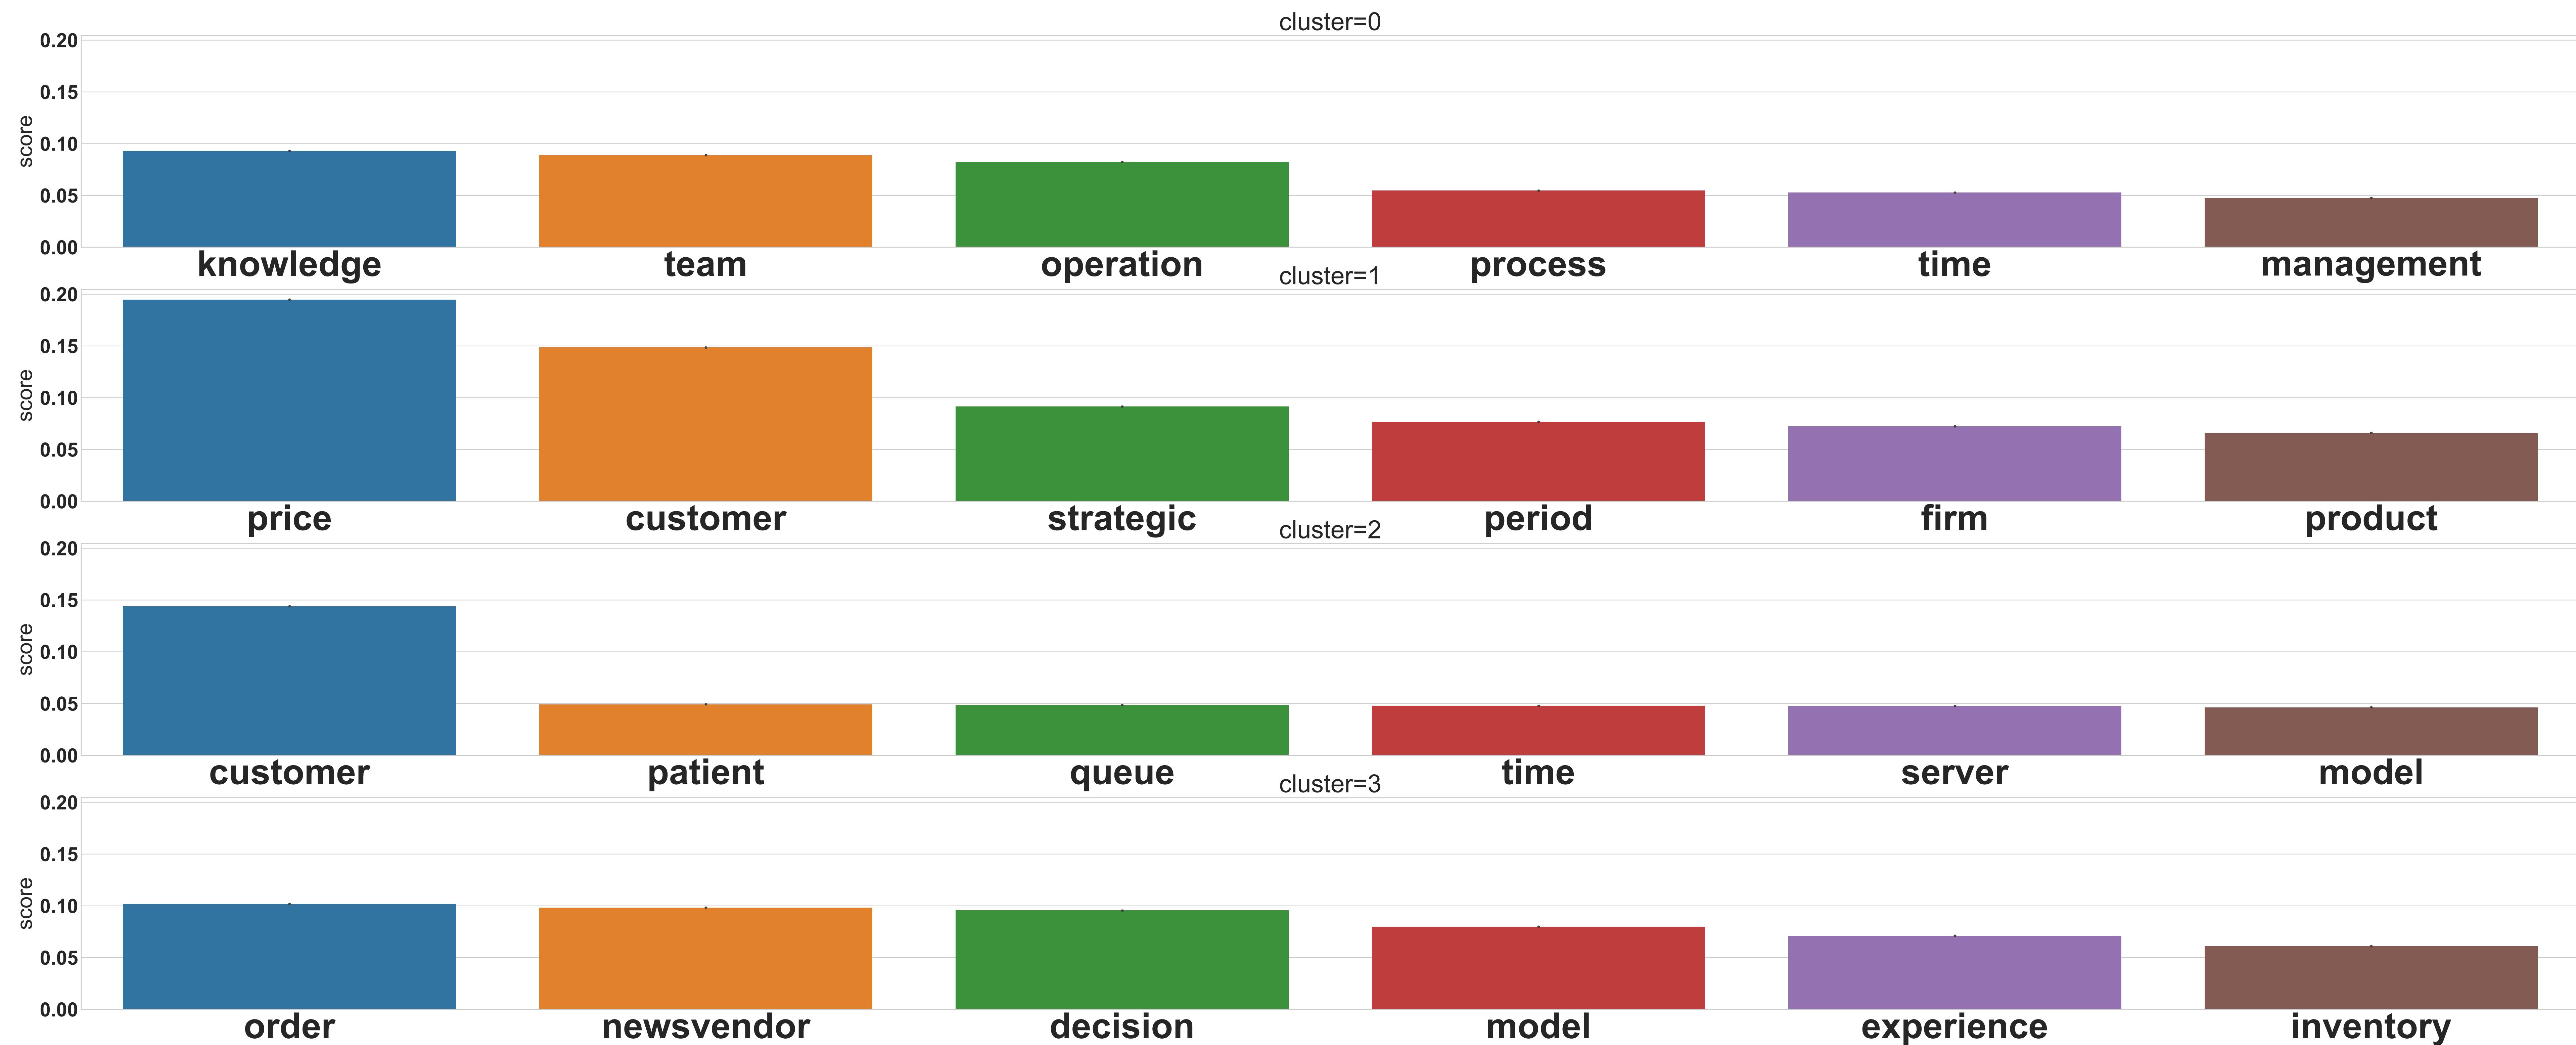 cluster=0
0.20
0.15
0.10
0.05
0.00
score
knowledge team operation process time management
cluster=1
0.20
0.15
0.10
0.05
0.00
score
price customer strategic period firm product
cluster=2
0.20
0.15
0.10
0.05
0.00
score
customer patient queue time server model
cluster=3
0.20
0.15
0.10
0.05
0.00
score
order newsvendor decision model experience inventory